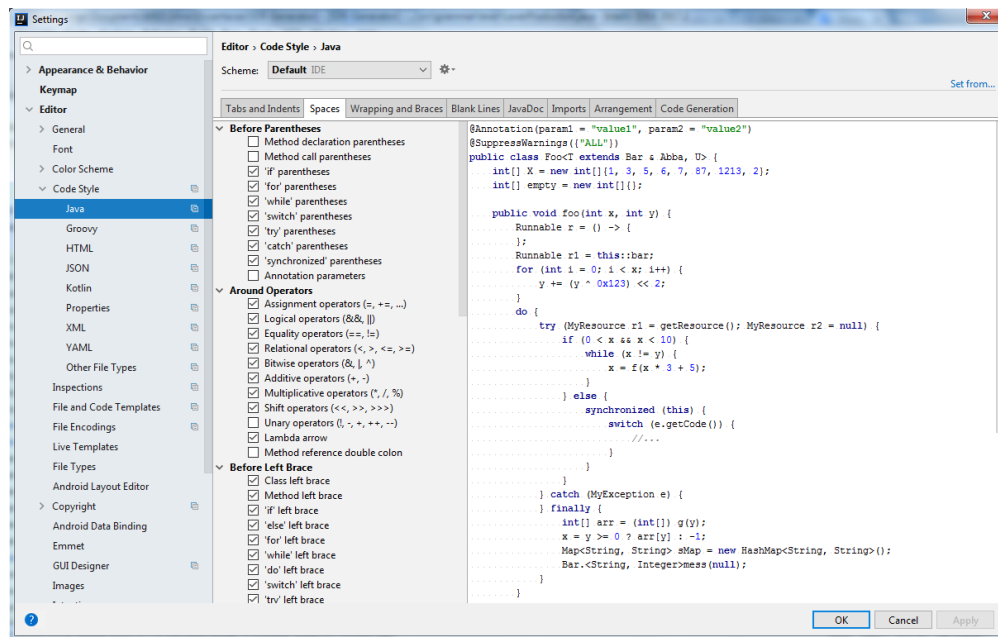 Settings
Appearance & Behavior
Keymap
Editor
General
Font
Color Scheme
Code Style
Java
Groovy
HTML
JSON
Kotlin
Properties
XML
YAML
Other File Types
Inspections
File and Code Templates
File Encodings
Live Templates
File Types
Android Layout Editor
Copyright
Android Data Binding
Emmet
GUI Designer
Images
Editor › Code Style › Java
Scheme: Default IDE
Set from...
Tabs and Indents Spaces Wrapping and Braces Blank Lines JavaDoc Imports Arrangement Code Generation
Before Parentheses
Method declaration parentheses
Method call parentheses
'if' parentheses
'for' parentheses
'while' parentheses
'switch' parentheses
'try' parentheses
'catch' parentheses
'synchronized' parentheses
Annotation parameters
Around Operators
Assignment operators (=, +=, ...)
Logical operators (&&, ||)
Equality operators (==, !=)
Relational operators (<, >, <=, >=)
Bitwise operators (&, |, ^)
Additive operators (+, -)
Multiplicative operators (*, /, %)
Shift operators (<<, >>, >>>)
Unary operators (!, -, +, ++, --)
Lambda arrow
Method reference double colon
Before Left Brace
Class left brace
Method left brace
'if' left brace
'else' left brace
'for' left brace
'while' left brace
'do' left brace
'switch' left brace
'try' left brace
@Annotation(param1 = "value1", param2 = "value2")
@SuppressWarnings({"ALL"})
public class Foo<T extends Bar & Abba, U> {
int[] X = new int[]{1, 3, 5, 6, 7, 87, 1213, 2};
int[] empty = new int[]{};
public void foo(int x, int y) {
Runnable r = () -> {
};
Runnable r1 = this::bar;
for (int i = 0; i < x; i++) {
y += (y ^ 0x123) << 2;
}
do {
try (MyResource r1 = getResource(); MyResource r2 = null) {
if (0 < x && x < 10) {
while (x != y) {
x = f(x * 3 + 5);
}
} else {
synchronized (this) {
switch (e.getCode()) {
//...
}
}
}
} catch (MyException e) {
} finally {
int[] arr = (int[]) g(y);
x = y >= 0 ? arr[y] : -1;
Map<String, String> sMap = new HashMap<String, String>();
Bar.<String, Integer>mess(null);
}
}
OK Cancel Apply